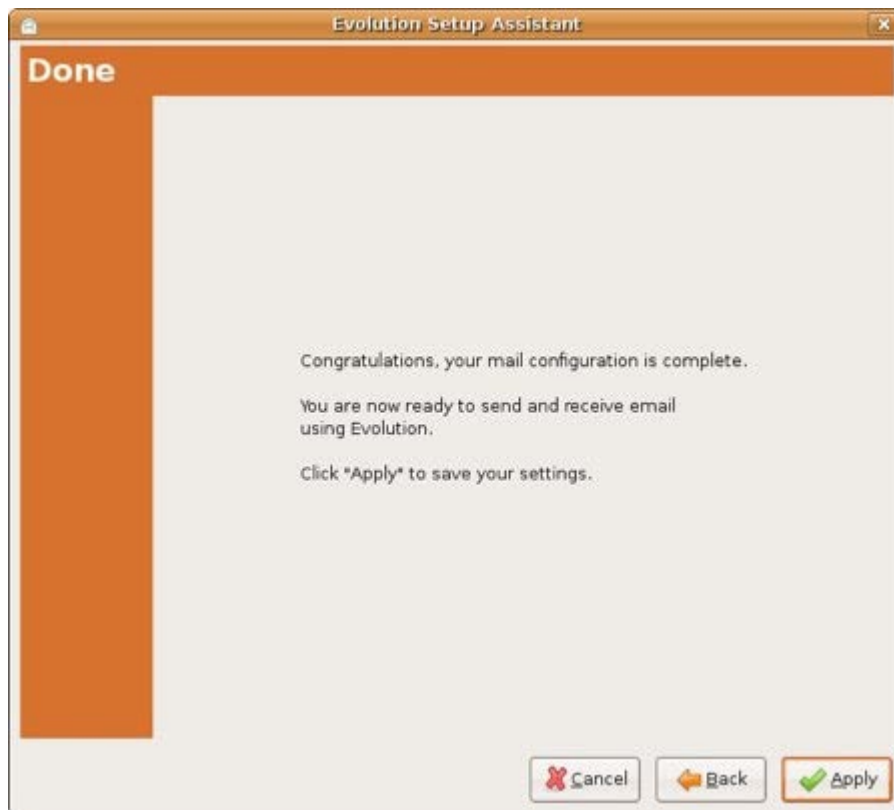 Evolution Setup Assistant
Done
Congratulations, your mail configuration is complete.
You are now ready to send and receive email
using Evolution.
Click "Apply" to save your settings.
Cancel
Back
Apply